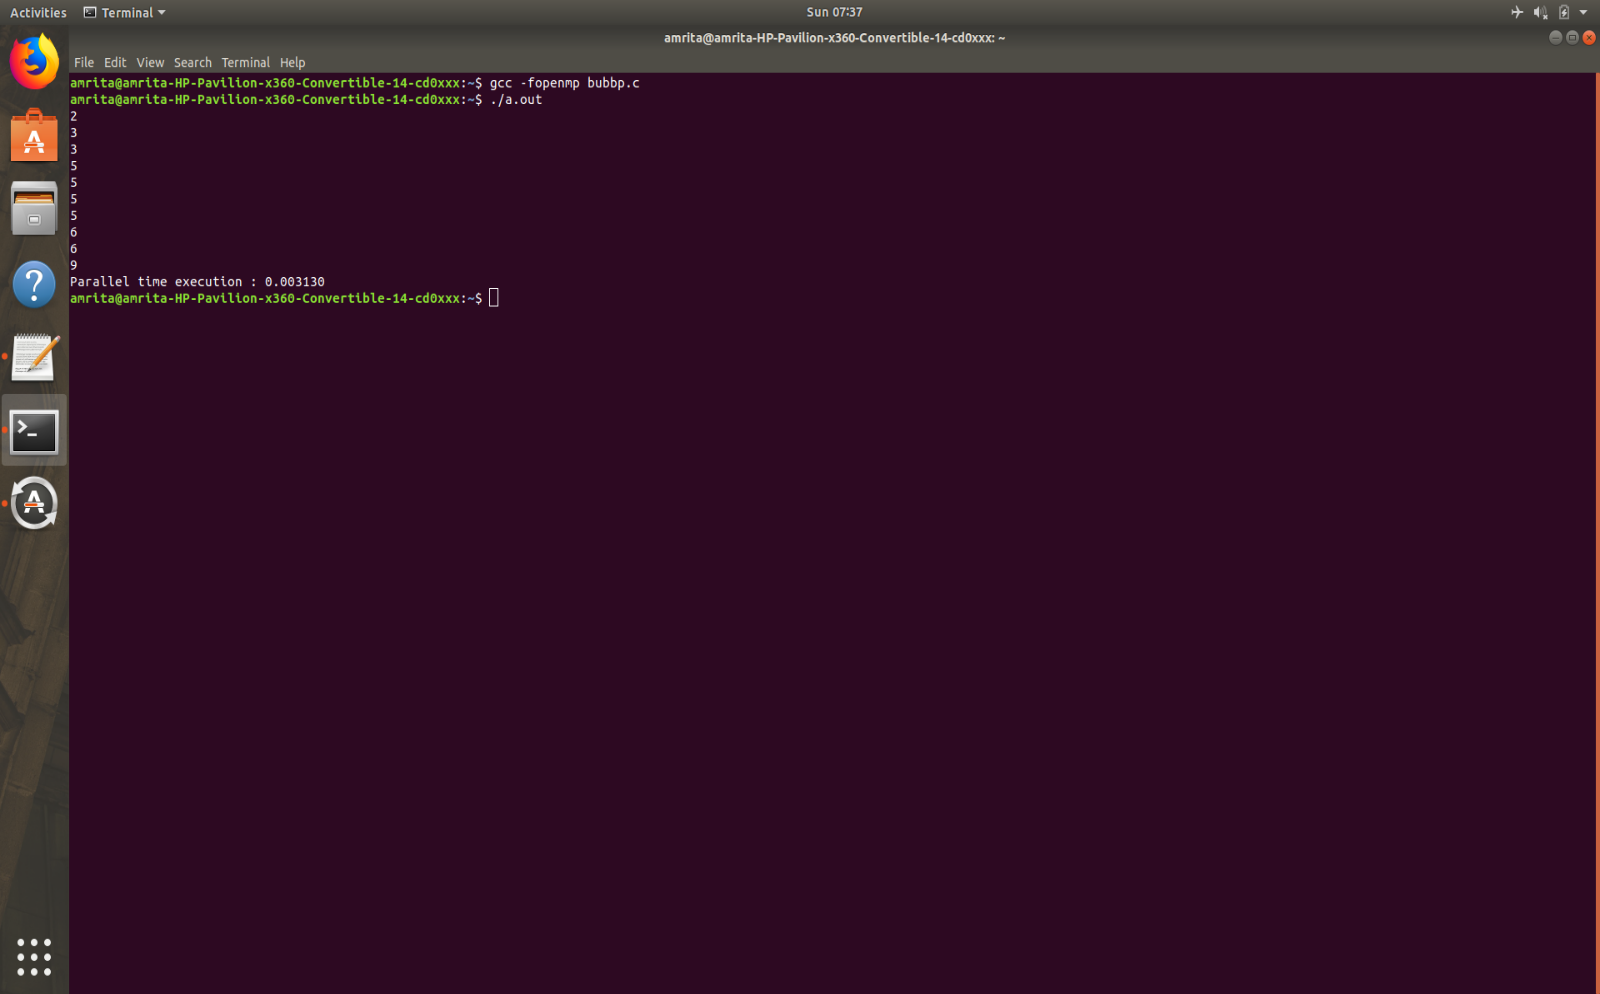 Activities Terminal Sun 07:37
amrita@amrita-HP-Pavilion-x360-Convertible-14-cd0xxx: ~
File Edit View Search Terminal Help
amrita@amrita-HP-Pavilion-x360-Convertible-14-cd0xxx:~$ gcc -fopenmp bubbp.c
amrita@amrita-HP-Pavilion-x360-Convertible-14-cd0xxx:~$ ./a.out
2
3
3
5
5
5
5
6
6
9
Parallel time execution : 0.003130
amrita@amrita-HP-Pavilion-x360-Convertible-14-cd0xxx:~$